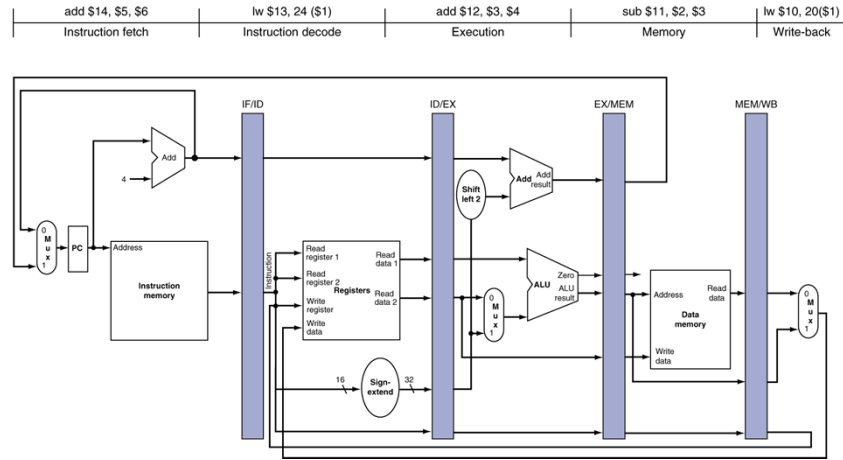 add $14, $5, $6
lw $13, 24 ($1)
add $12, $3, $4
sub $11, $2, $3
lw $10, 20($1)
Instruction fetch
Instruction decode
Execution
Memory
Write-back
IF/ID
ID/EX
EX/MEM
MEM/WB
Add
4
Shift
left 2
Add
Add
result
0
M
u
x
1
PC
Address
Instruction
memory
Instruction
Read
register 1
Read
register 2
Write
register
Write
data
Registers
Read
data 1
Read
data 2
0
M
u
x
1
Zero
ALU
ALU
result
Address
Read
data
Data
memory
Write
data
0
M
u
x
1
16
Sign-
extend
32